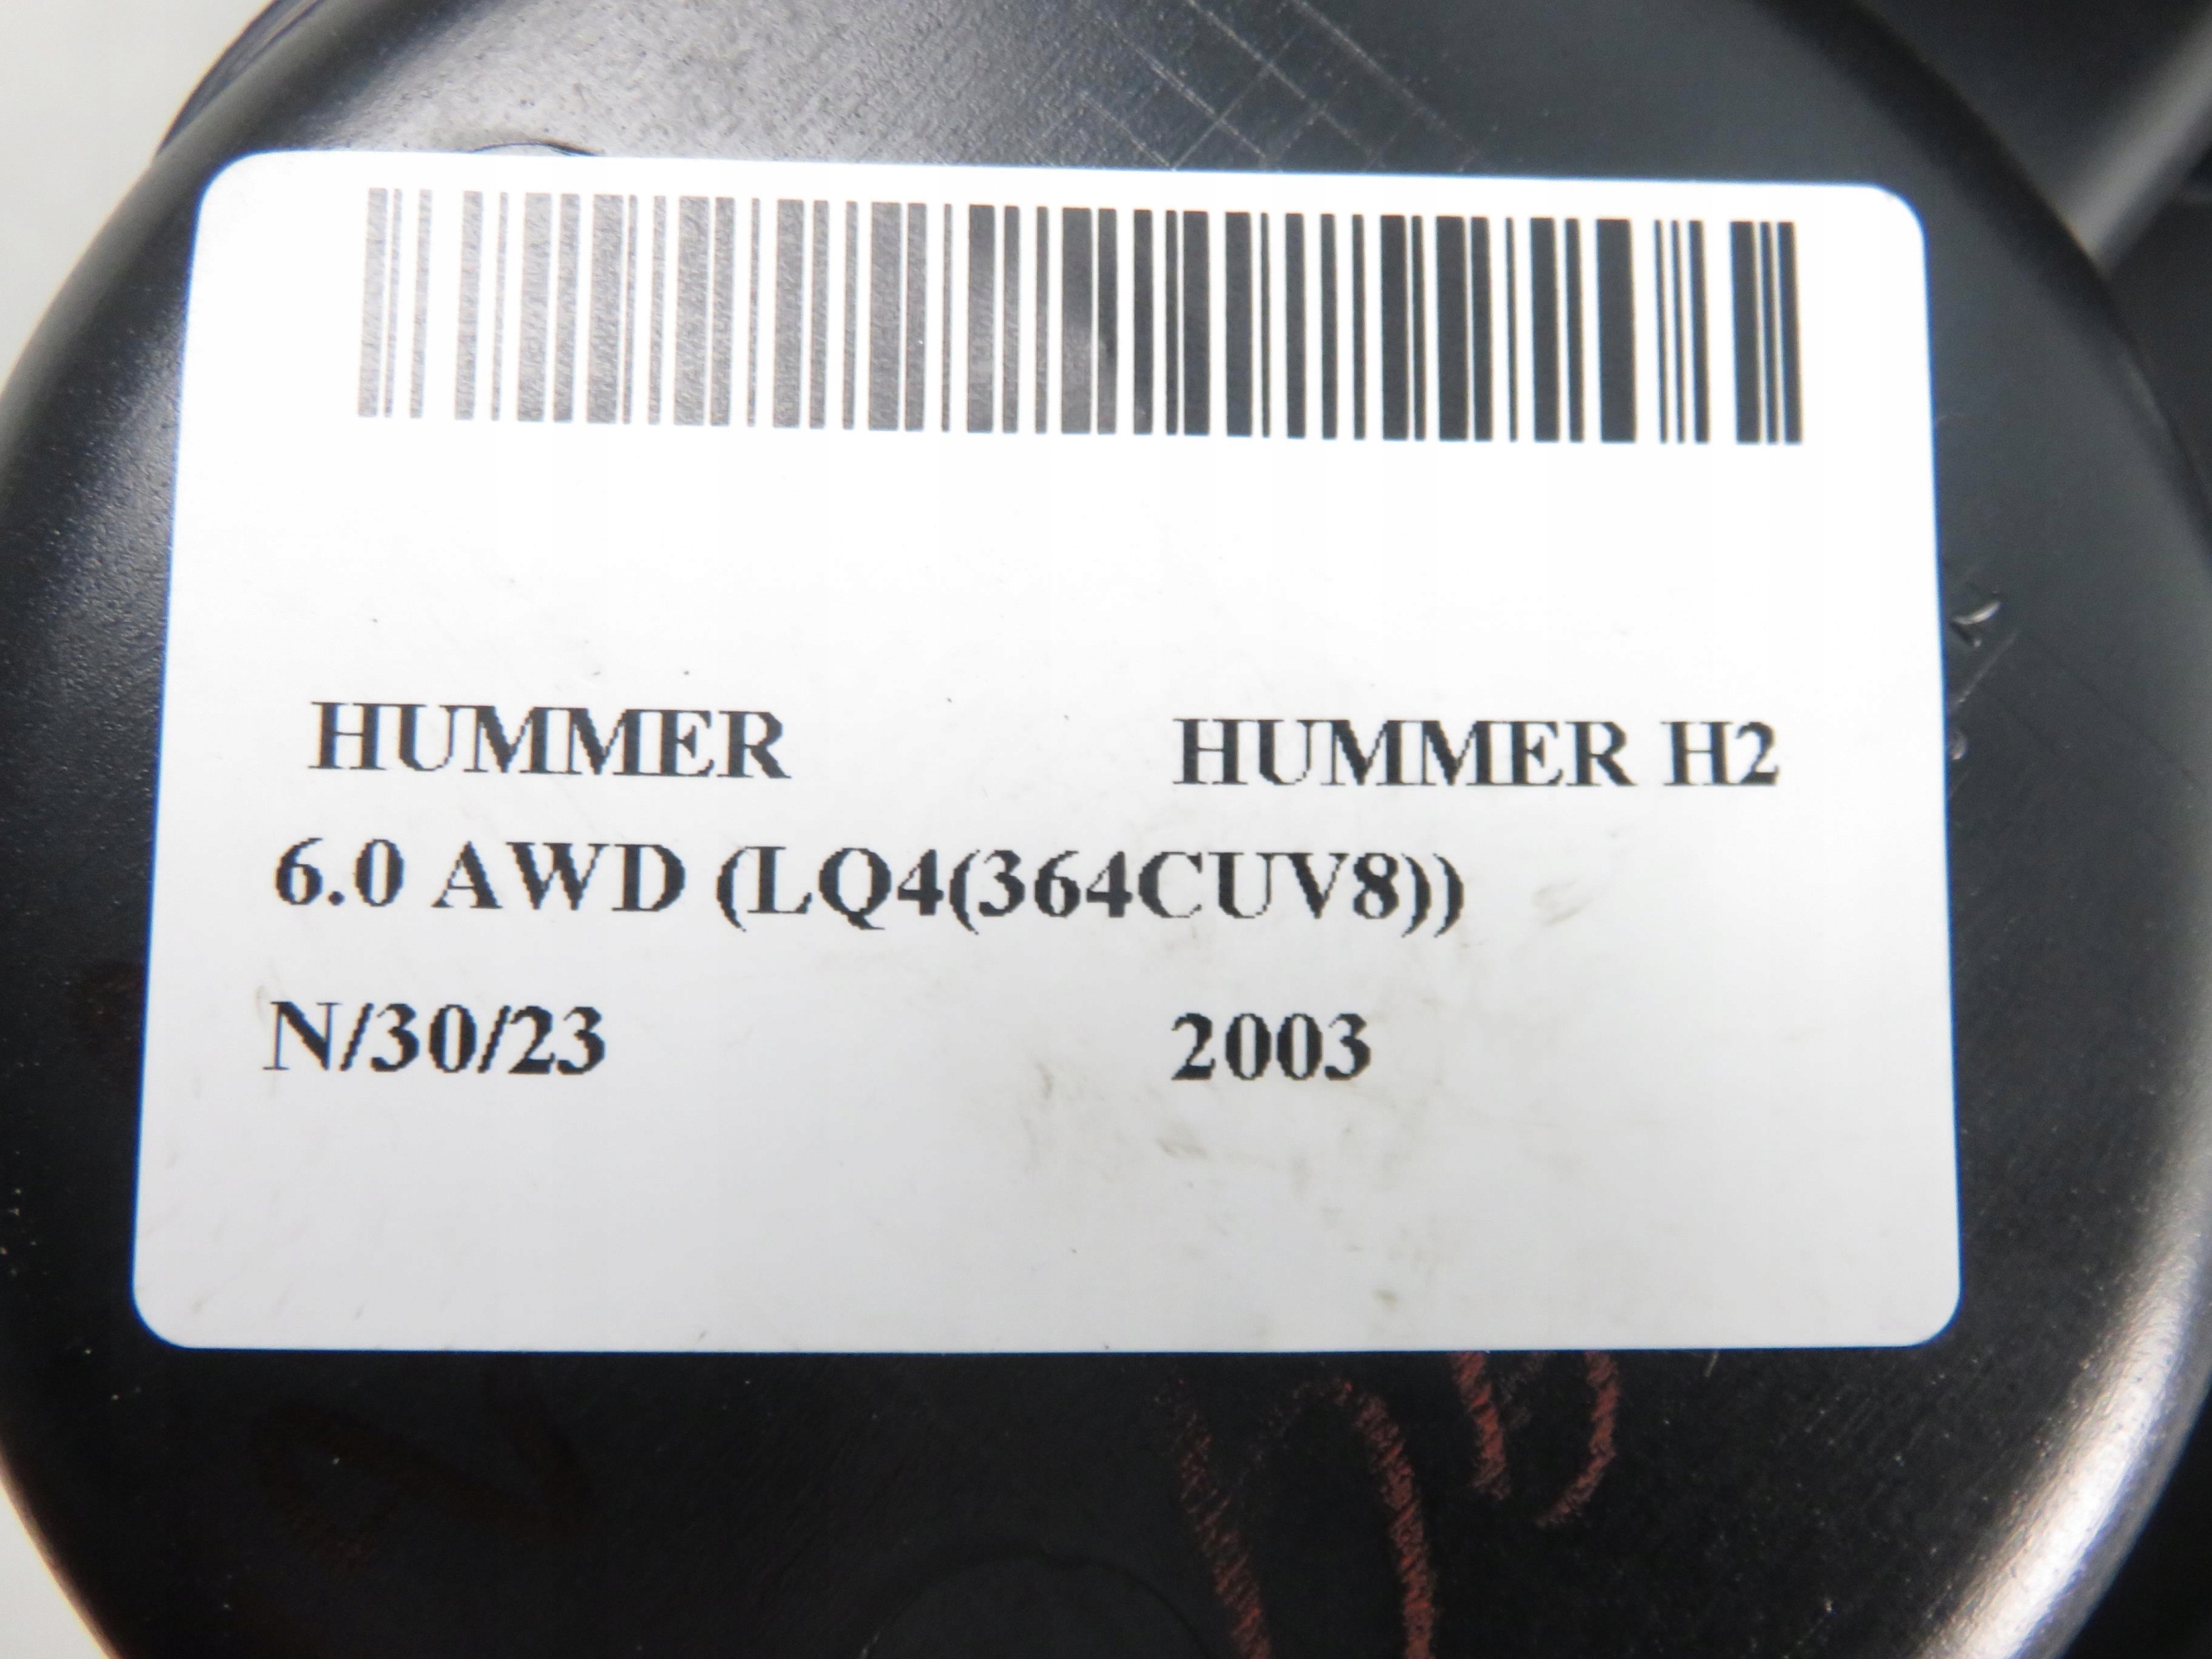 HUMMER HUMMER H2
6.0 AWD (LQ4(364CUV8))
N/30/23 2003